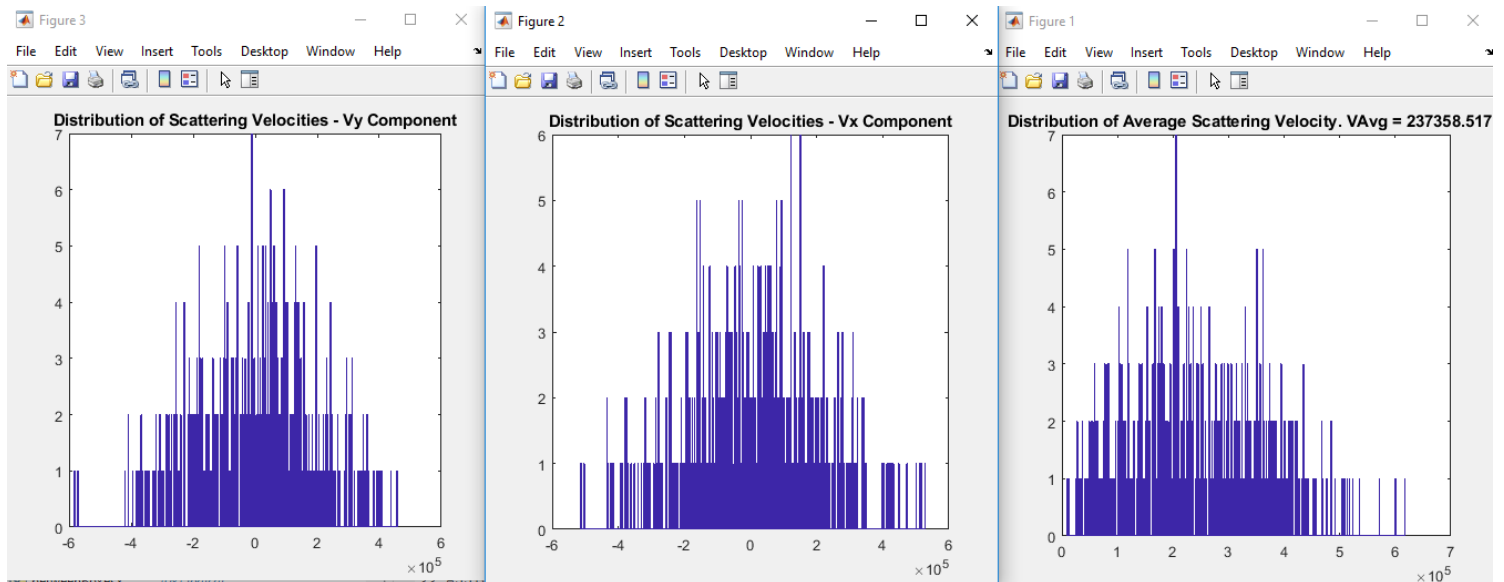 Figure 3
File Edit View Insert Tools Desktop Window Help
Distribution of Scattering Velocities - Vy Component
7
6
5
4
3
2
1
0
-6 -4 -2 0 2 4 6
× 10^5
Figure 2
File Edit View Insert Tools Desktop Window Help
Distribution of Scattering Velocities - Vx Component
6
5
4
3
2
1
0
-6 -4 -2 0 2 4 6
× 10^5
Figure 1
File Edit View Insert Tools Desktop Window Help
Distribution of Average Scattering Velocity. VAvg = 237358.517
7
6
5
4
3
2
1
0
0 1 2 3 4 5 6 7
× 10^5